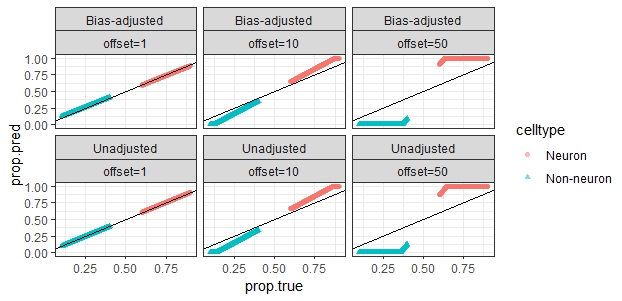 Bias-adjusted Bias-adjusted Bias-adjusted
offset=1 offset=10 offset=50
1.00
0.75
0.50
0.25
0.00
Unadjusted Unadjusted Unadjusted
offset=1 offset=10 offset=50
1.00
0.75
0.50
0.25
0.00
0.25 0.50 0.75 0.25 0.50 0.75 0.25 0.50 0.75
prop.true
prop.pred
celltype
Neuron
Non-neuron